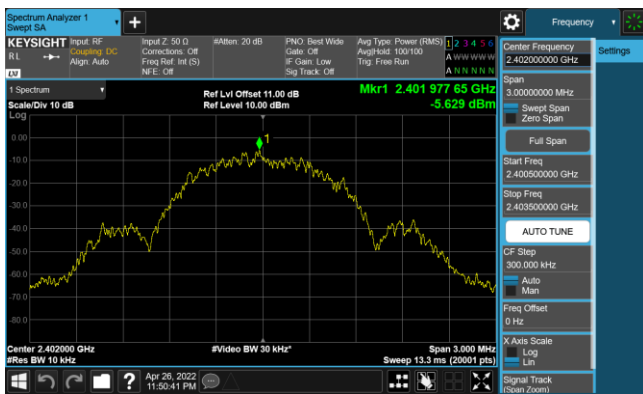 Spectrum Analyzer 1
Swept SA
Frequency
KEYSIGHT
RL
Input: RF
Coupling: DC
Align: Auto
Input Z: 50 Ω
Corrections: Off
Freq Ref: Int (S)
NFE: Off
#Atten: 20 dB
PNO: Best Wide
Gate: Off
IF Gain: Low
Sig Track: Off
Avg Type: Power (RMS)
Avg|Hold: 100/100
Trig: Free Run
1 2 3 4 5 6
A W W W W W
A N N N N N
LXI
1 Spectrum
Scale/Div 10 dB
Log
Ref Lvl Offset 11.00 dB
Ref Level 10.00 dBm
Mkr1 2.401 977 65 GHz
-5.629 dBm
1
0.00
-10.0
-20.0
-30.0
-40.0
-50.0
-60.0
-70.0
-80.0
Center 2.402000 GHz
#Res BW 10 kHz
#Video BW 30 kHz*
Span 3.000 MHz
Sweep 13.3 ms (20001 pts)
Apr 26, 2022
11:50:41 PM
?
Center Frequency
2.402000000 GHz
Settings
Span
3.00000000 MHz
Swept Span
Zero Span
Full Span
Start Freq
2.400500000 GHz
Stop Freq
2.403500000 GHz
AUTO TUNE
CF Step
300.000 kHz
Auto
Man
Freq Offset
0 Hz
X Axis Scale
Log
Lin
Signal Track
(Span Zoom)